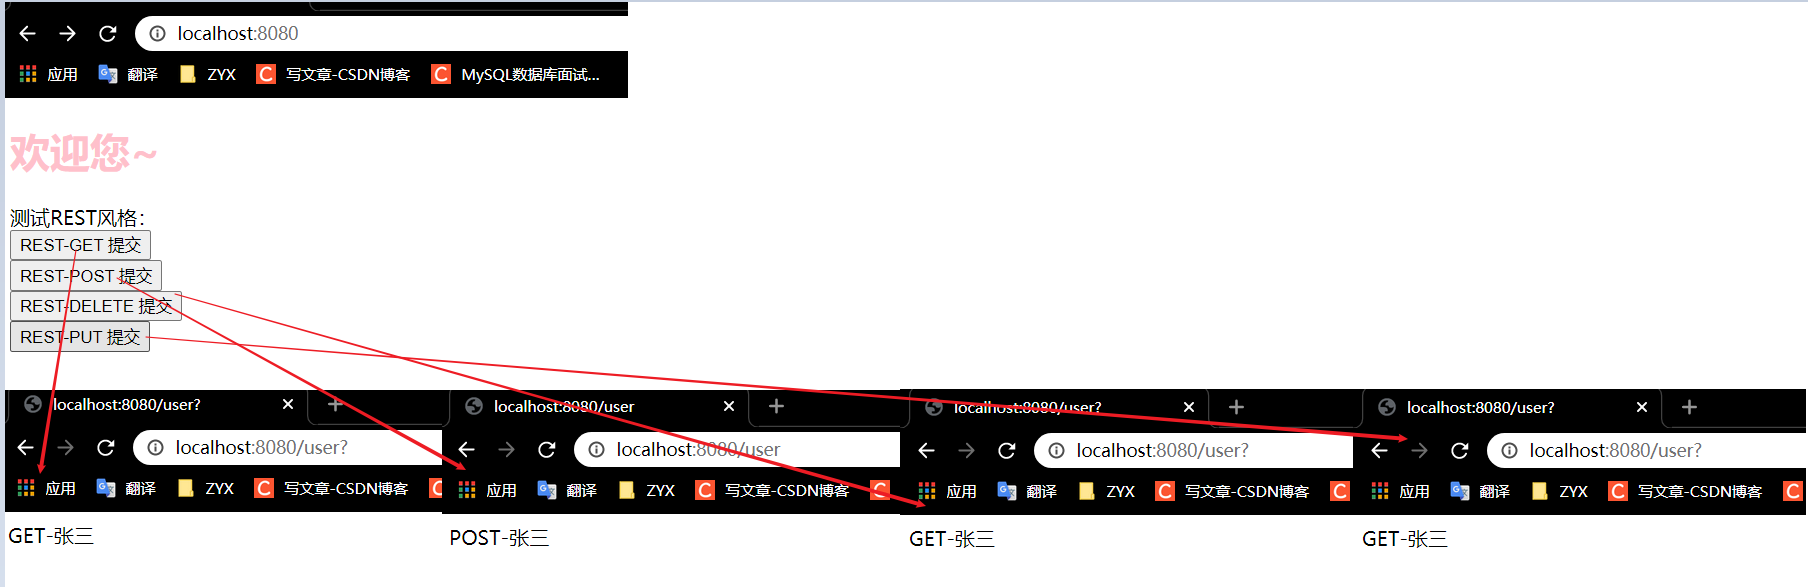 localhost:8080
应用 翻译 ZYX 写文章-CSDN博客 MySQL数据库面试...
欢迎您~
测试REST风格：
REST-GET 提交
REST-POST 提交
REST-DELETE 提交
REST-PUT 提交
localhost:8080/user?
localhost:8080/user?
应用 翻译 ZYX 写文章-CSDN博客
GET-张三
localhost:8080/user
localhost:8080/user
应用 翻译 ZYX 写文章-CSDN博客
POST-张三
localhost:8080/user?
localhost:8080/user?
应用 翻译 ZYX 写文章-CSDN博客
GET-张三
localhost:8080/user?
localhost:8080/user?
应用 翻译 ZYX 写文章-CSDN博客
GET-张三